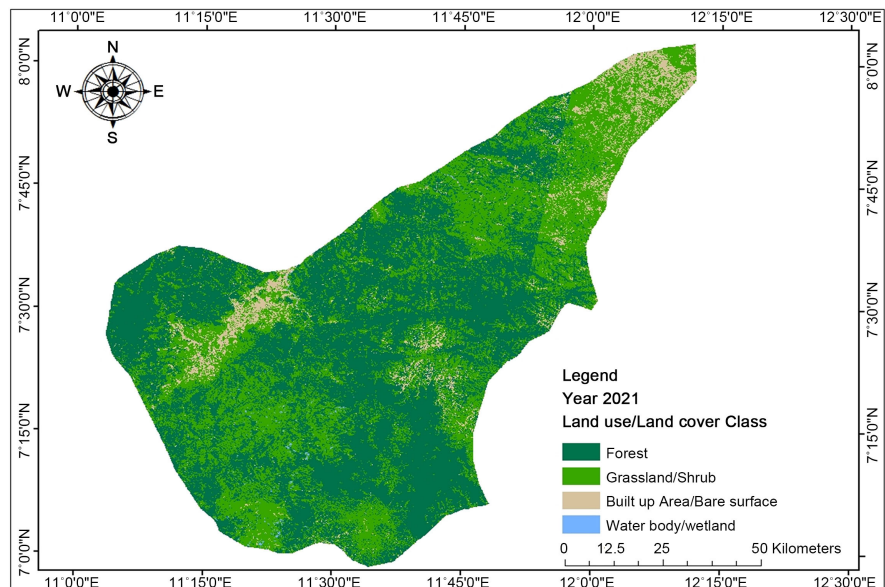 11°0'0"E 11°15'0"E 11°30'0"E 11°45'0"E 12°0'0"E 12°15'0"E 12°30'0"E
N
W E
S
8°0'0"N 8°0'0"N
7°45'0"N 7°45'0"N
7°30'0"N 7°30'0"N
7°15'0"N 7°15'0"N
7°0'0"N
Legend
Year 2021
Land use/Land cover Class
Forest
Grassland/Shrub
Built up Area/Bare surface
Water body/wetland
0 12.5 25 50 Kilometers
11°0'0"E 11°15'0"E 11°30'0"E 11°45'0"E 12°0'0"E 12°15'0"E 12°30'0"E